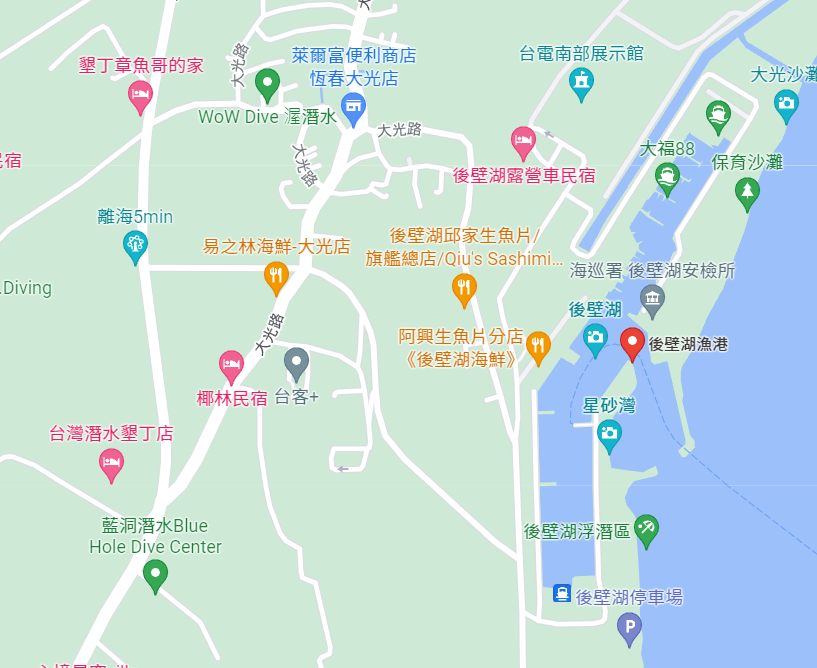 大光路
萊爾富便利商店
恆春大光店
台電南部展示館
墾丁章魚哥的家
大光沙灘
WoW Dive 渥潛水
大光路
大光路
大福88
保育沙灘
民宿
後壁湖露營車民宿
離海5min
易之林海鮮-大光店
後壁湖邱家生魚片/
旗艦總店/Qiu's Sashimi...
海巡署 後壁湖安檢所
Diving
後壁湖
大光路
阿興生魚片分店
《後壁湖海鮮》
後壁湖漁港
椰林民宿
台客+
星砂灣
台灣潛水墾丁店
藍洞潛水Blue
Hole Dive Center
後壁湖浮潛區
後壁湖停車場
P